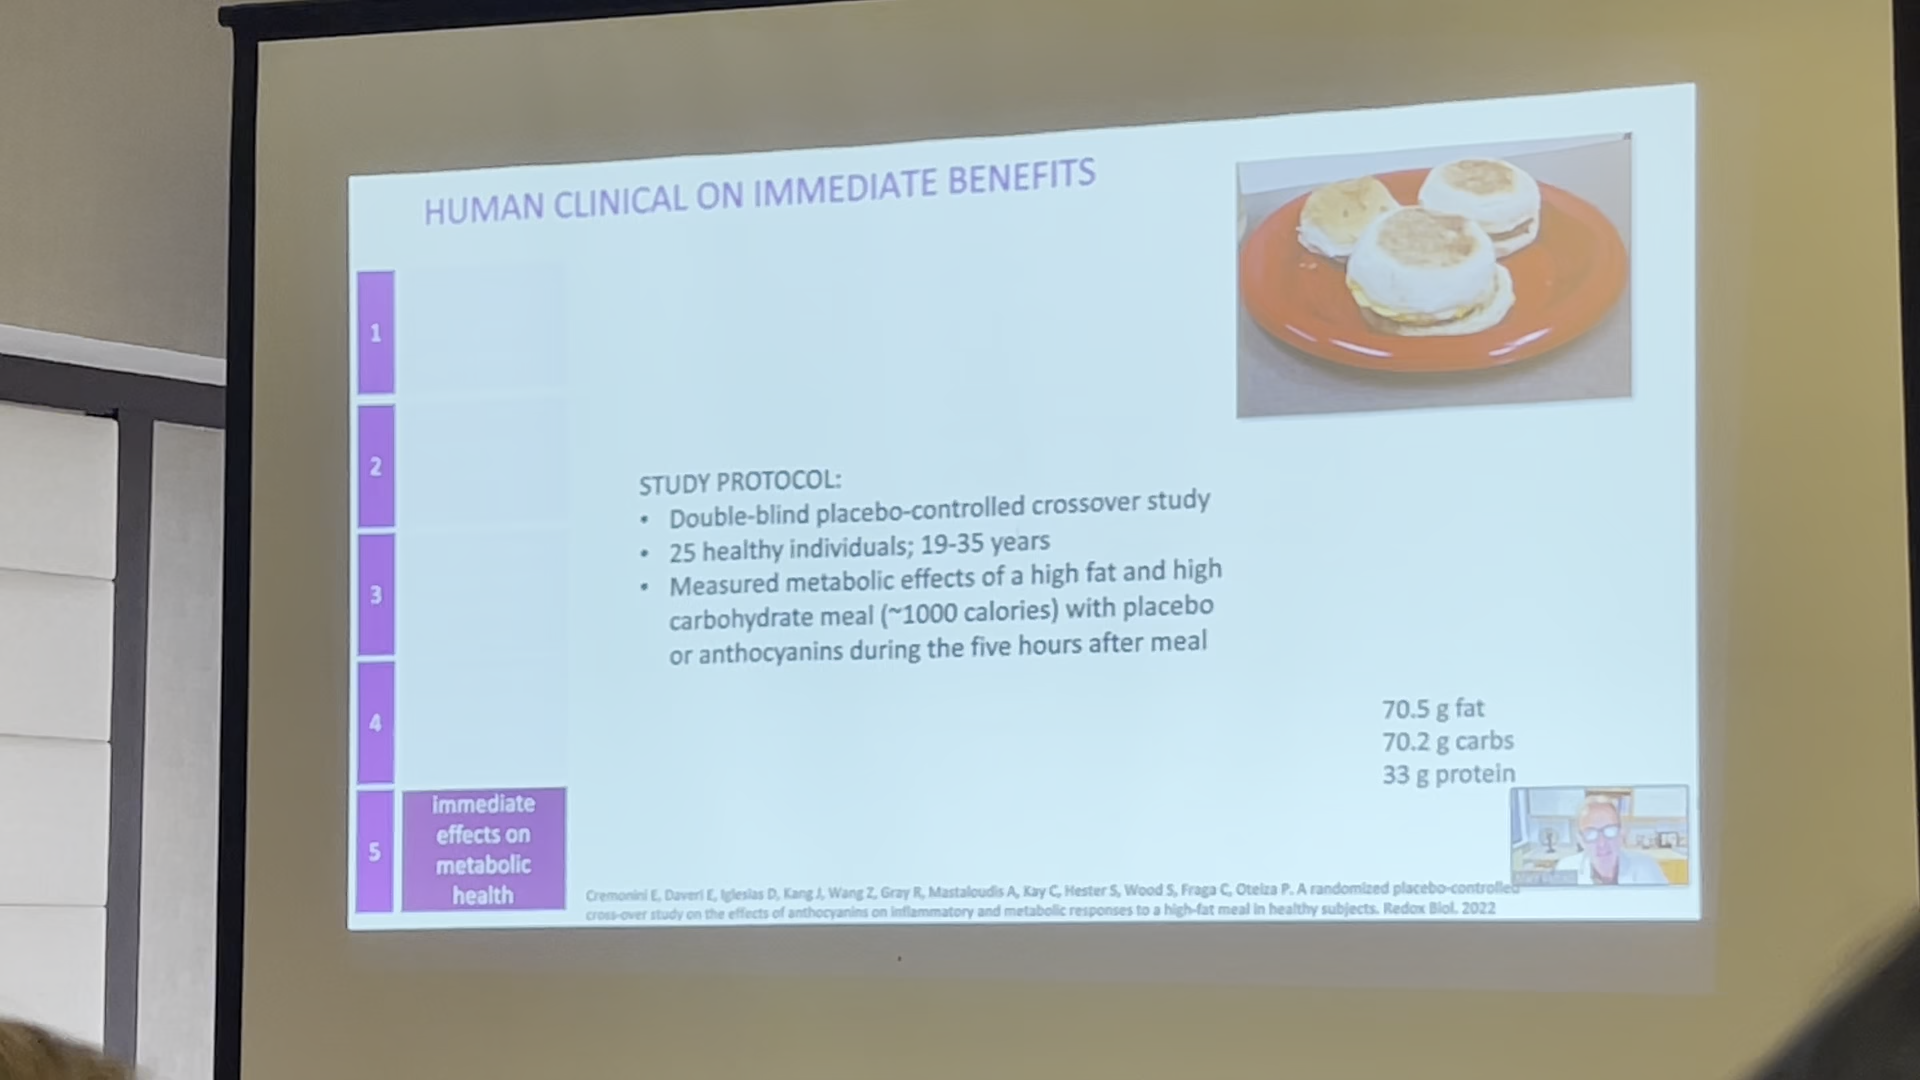 HUMAN CLINICAL ON IMMEDIATE BENEFITS
1
2
3
4
5
immediate
effects on
metabolic
health
STUDY PROTOCOL:
• Double-blind placebo-controlled crossover study
• 25 healthy individuals; 19-35 years
• Measured metabolic effects of a high fat and high
carbohydrate meal (~1000 calories) with placebo
or anthocyanins during the five hours after meal
70.5 g fat
70.2 g carbs
33 g protein
Cremonini E, Daveri E, Iglesias D, Kang J, Wang Z, Gray R, Mastaloudis A, Kay C, Hester S, Wood S, Fraga C, Oteiza P. A randomized placebo-controlled
cross-over study on the effects of anthocyanins on inflammatory and metabolic responses to a high-fat meal in healthy subjects. Redox Biol. 2022